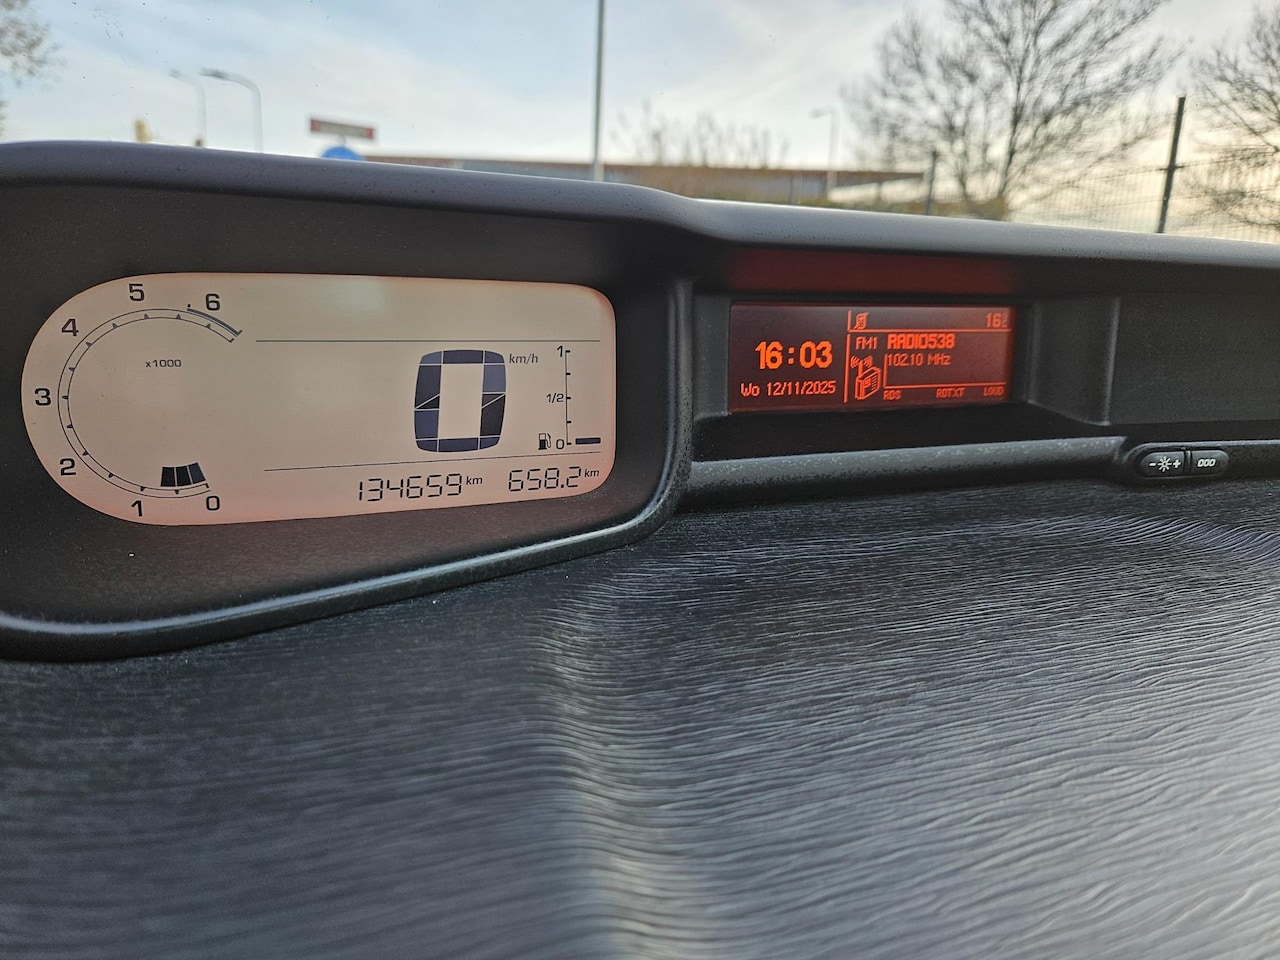 6
5
4
3
2
1
0
x1000
0 km/h
1
1/2
0
134659 km
658.2 km
16:03
Wo 12/11/2025
FM1 RADIO538
102.10 MHz
RDS RDTXT LOUD
- +
000